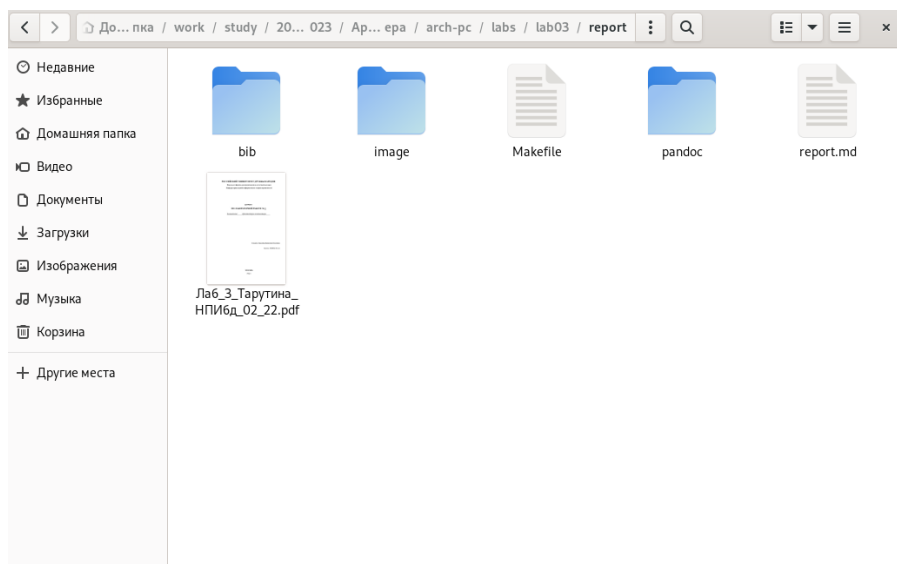 До... пка / work / study / 20... 023 / Ар... ера / arch-pc / labs / lab03 / report
Недавние
Избранные
Домашняя папка
Видео
Документы
Загрузки
Изображения
Музыка
Корзина
Другие места
bib
image
Makefile
pandoc
report.md
Лаб_3_Тарутина_
НПИбд_02_22.pdf